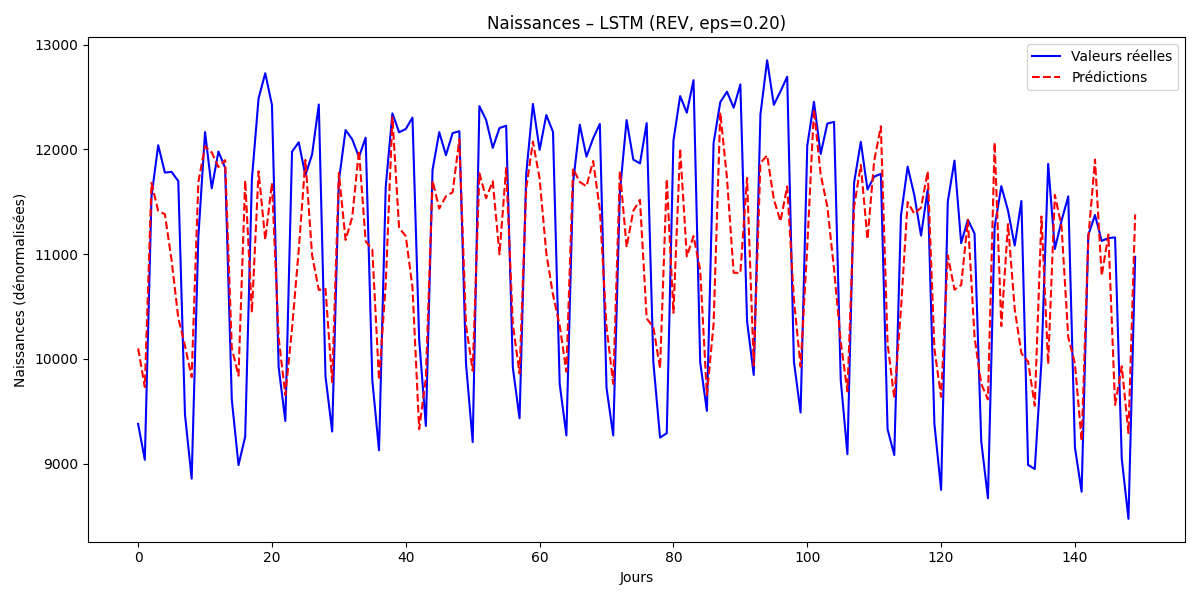 Naissances – LSTM (REV, eps=0.20)
Valeurs réelles
Prédictions
13000
12000
11000
10000
9000
Naissances (dénormalisées)
0 20 40 60 80 100 120 140
Jours